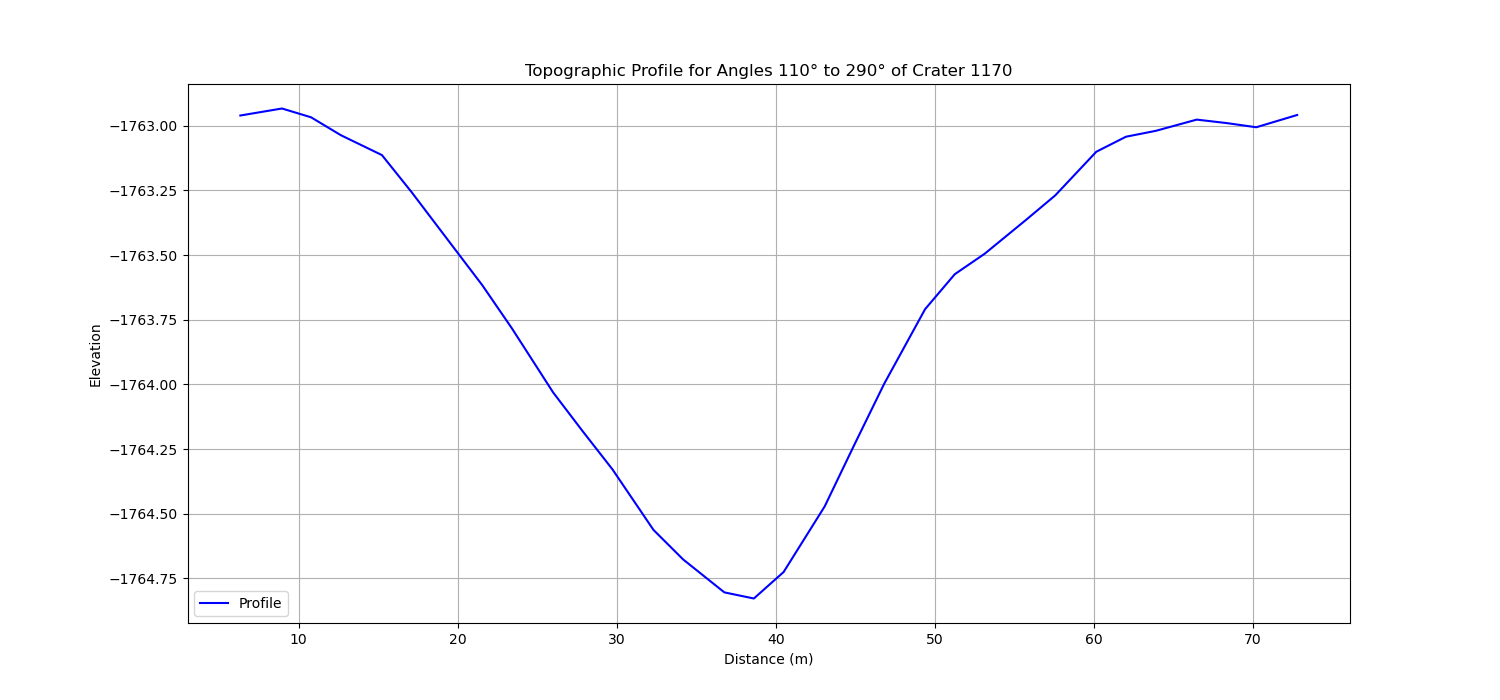 Topographic Profile for Angles 110° to 290° of Crater 1170
Elevation
−1763.00
−1763.25
−1763.50
−1763.75
−1764.00
−1764.25
−1764.50
−1764.75
Profile
10 20 30 40 50 60 70
Distance (m)